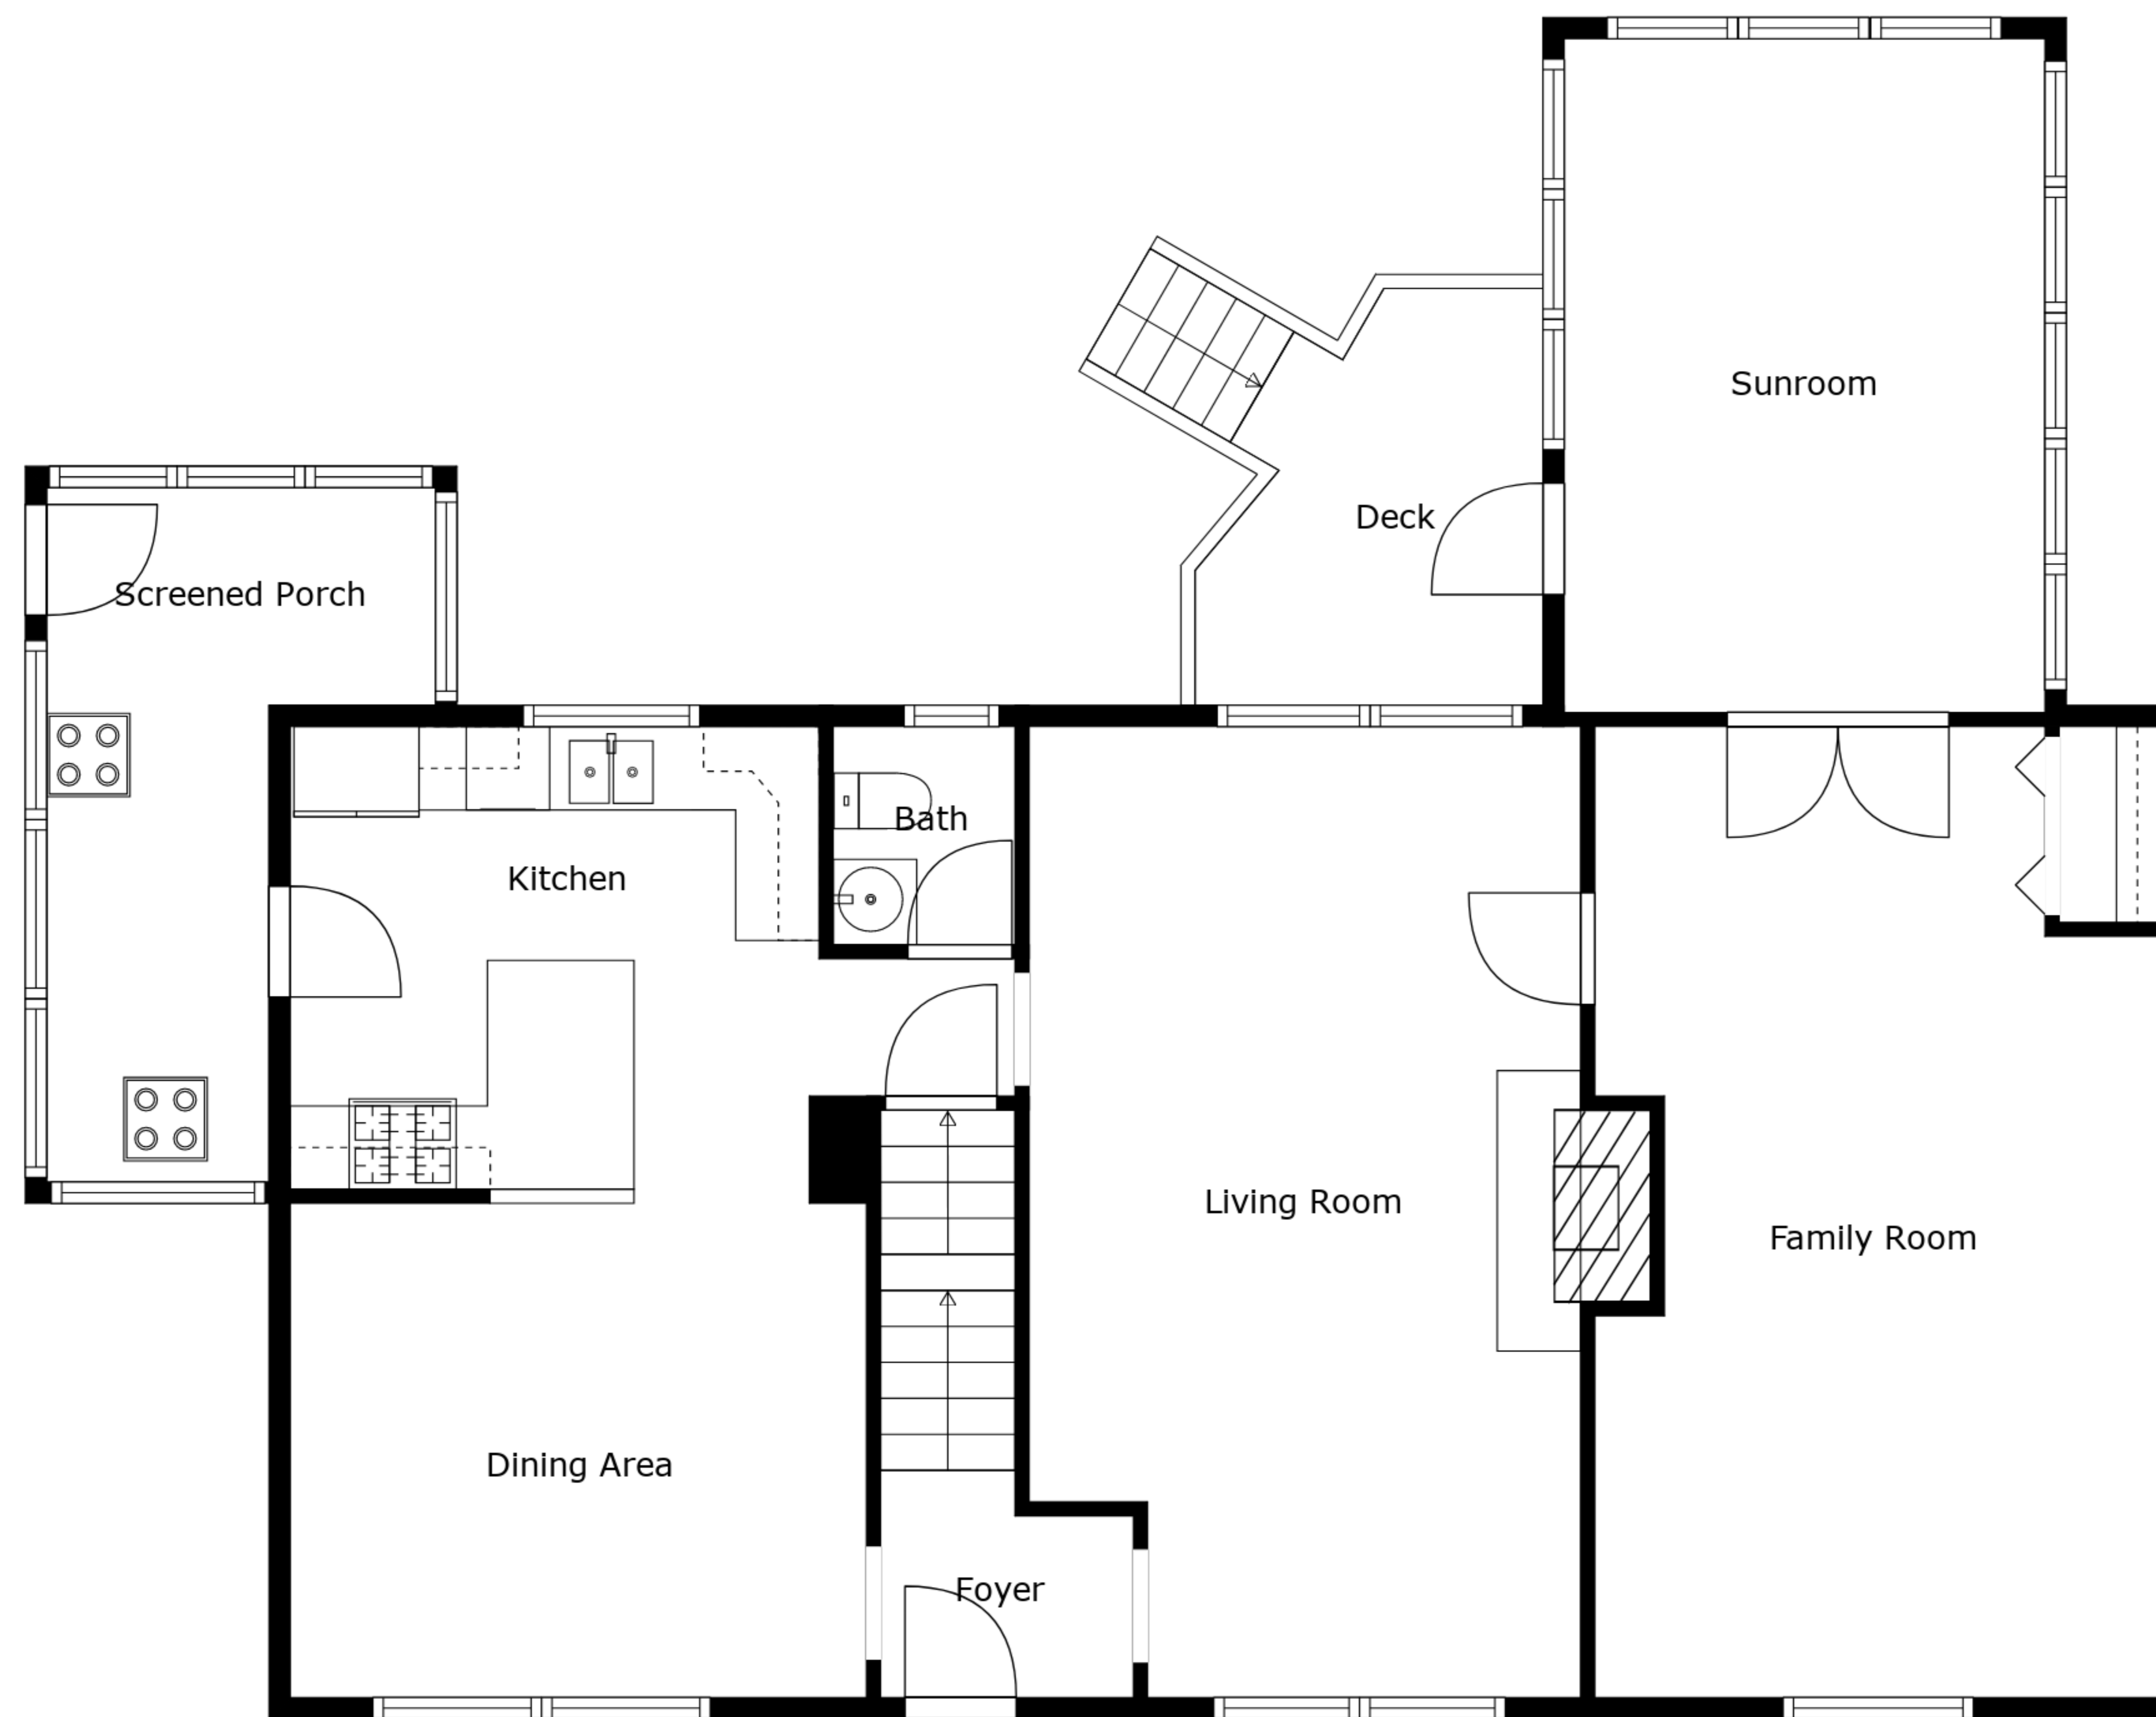 Sunroom
Deck
Screened Porch
Bath
Kitchen
Living Room
Family Room
Dining Area
Foyer